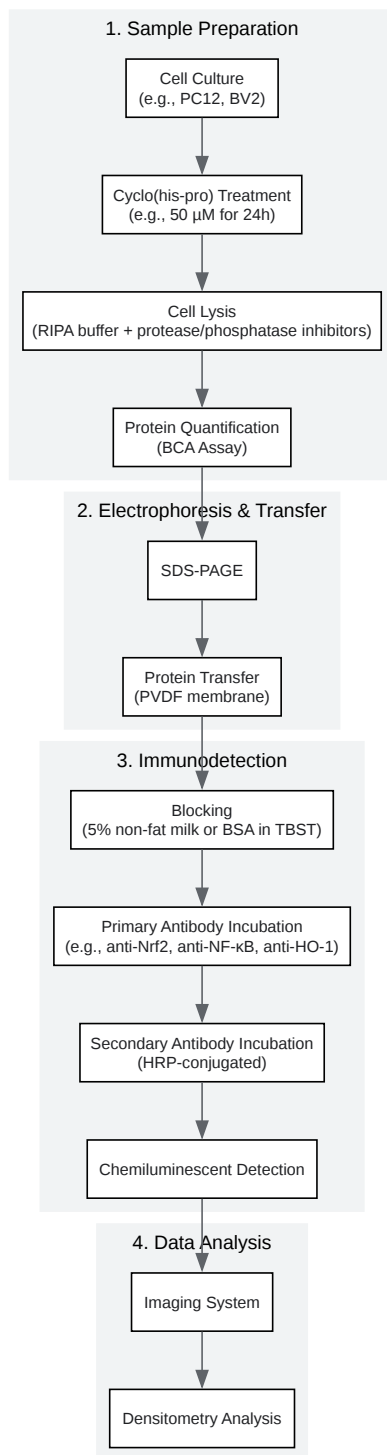 1. Sample Preparation
Cell Culture
(e.g., PC12, BV2)
Cyclo(his-pro) Treatment
(e.g., 50 µM for 24h)
Cell Lysis
(RIPA buffer + protease/phosphatase inhibitors)
Protein Quantification
(BCA Assay)
2. Electrophoresis & Transfer
SDS-PAGE
Protein Transfer
(PVDF membrane)
3. Immunodetection
Blocking
(5% non-fat milk or BSA in TBST)
Primary Antibody Incubation
(e.g., anti-Nrf2, anti-NF-κB, anti-HO-1)
Secondary Antibody Incubation
(HRP-conjugated)
Chemiluminescent Detection
4. Data Analysis
Imaging System
Densitometry Analysis